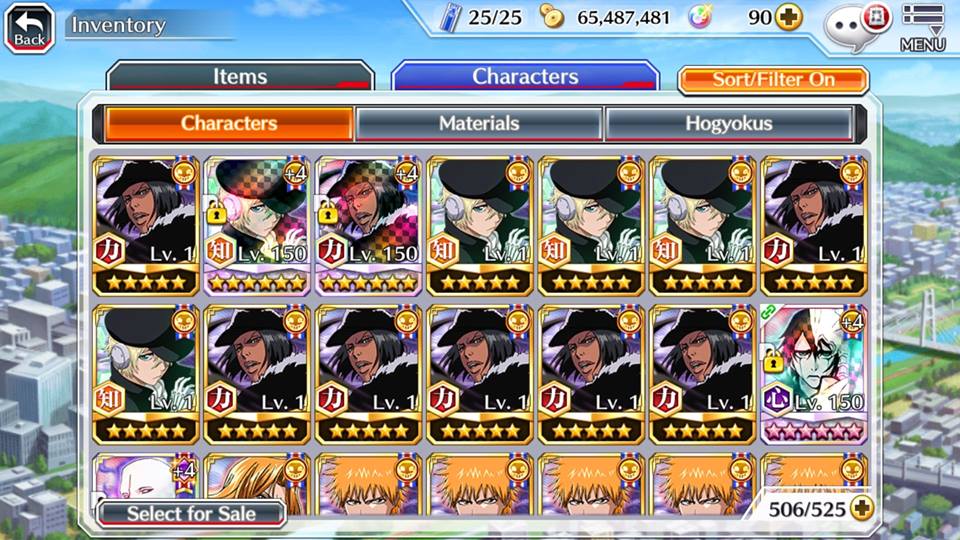 Back
Inventory
25/25
65,487,481
90
MENU
Items
Characters
Sort/Filter On
Characters
Materials
Hogyokus
力 Lv. 1
+4 知 Lv. 150
+4 力 Lv. 150
知 Lv. 1
知 Lv. 1
知 Lv. 1
力 Lv. 1
知 Lv. 1
力 Lv. 1
力 Lv. 1
力 Lv. 1
力 Lv. 1
力 Lv. 1
+4 心 Lv. 150
+4
Select for Sale
506/525